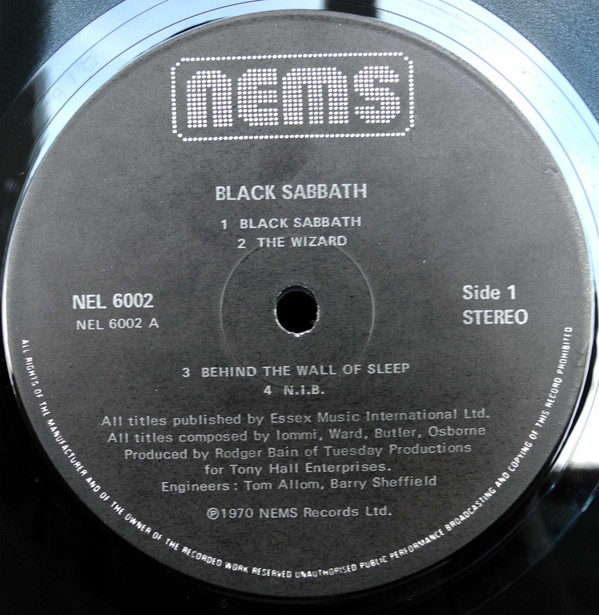 nems
BLACK SABBATH
1 BLACK SABBATH
2 THE WIZARD
NEL 6002
NEL 6002 A
Side 1
STEREO
3 BEHIND THE WALL OF SLEEP
4 N.I.B.
All titles published by Essex Music International Ltd.
All titles composed by Iommi, Ward, Butler, Osborne
Produced by Rodger Bain of Tuesday Productions
for Tony Hall Enterprises.
Engineers : Tom Allom, Barry Sheffield
℗1970 NEMS Records Ltd.
ALL RIGHTS OF THE MANUFACTURER AND OF THE OWNER OF THE RECORDED WORK RESERVED UNAUTHORISED PUBLIC PERFORMANCE BROADCASTING AND COPYING OF THIS RECORD PROHIBITED